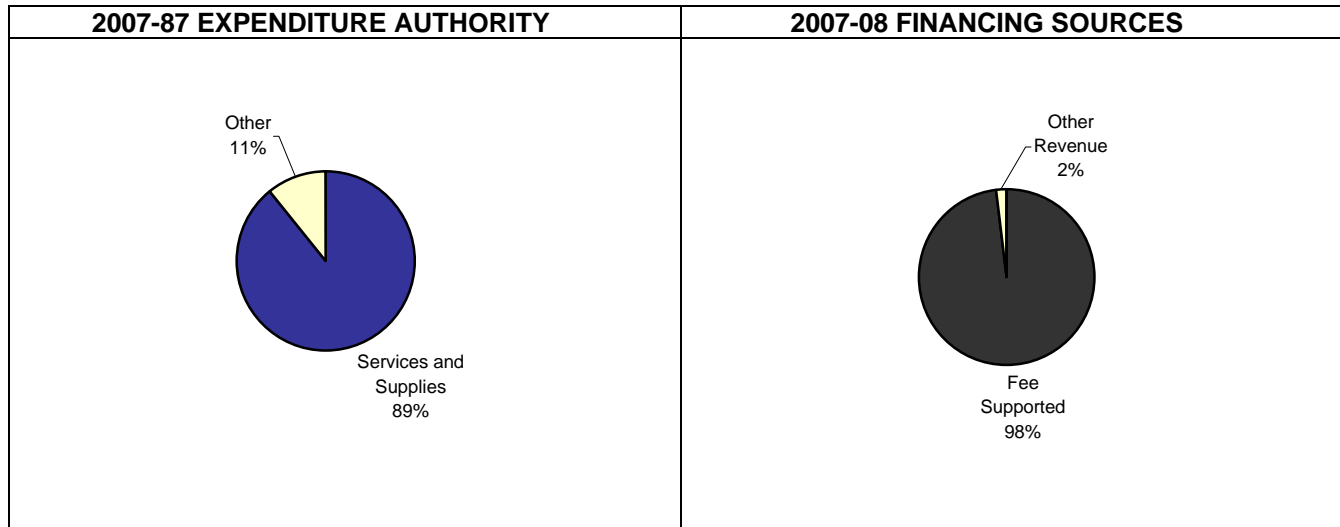 2007-87 EXPENDITURE AUTHORITY
2007-08 FINANCING SOURCES
Other
11%
Services and
Supplies
89%
Other
Revenue
2%
Fee
Supported
98%